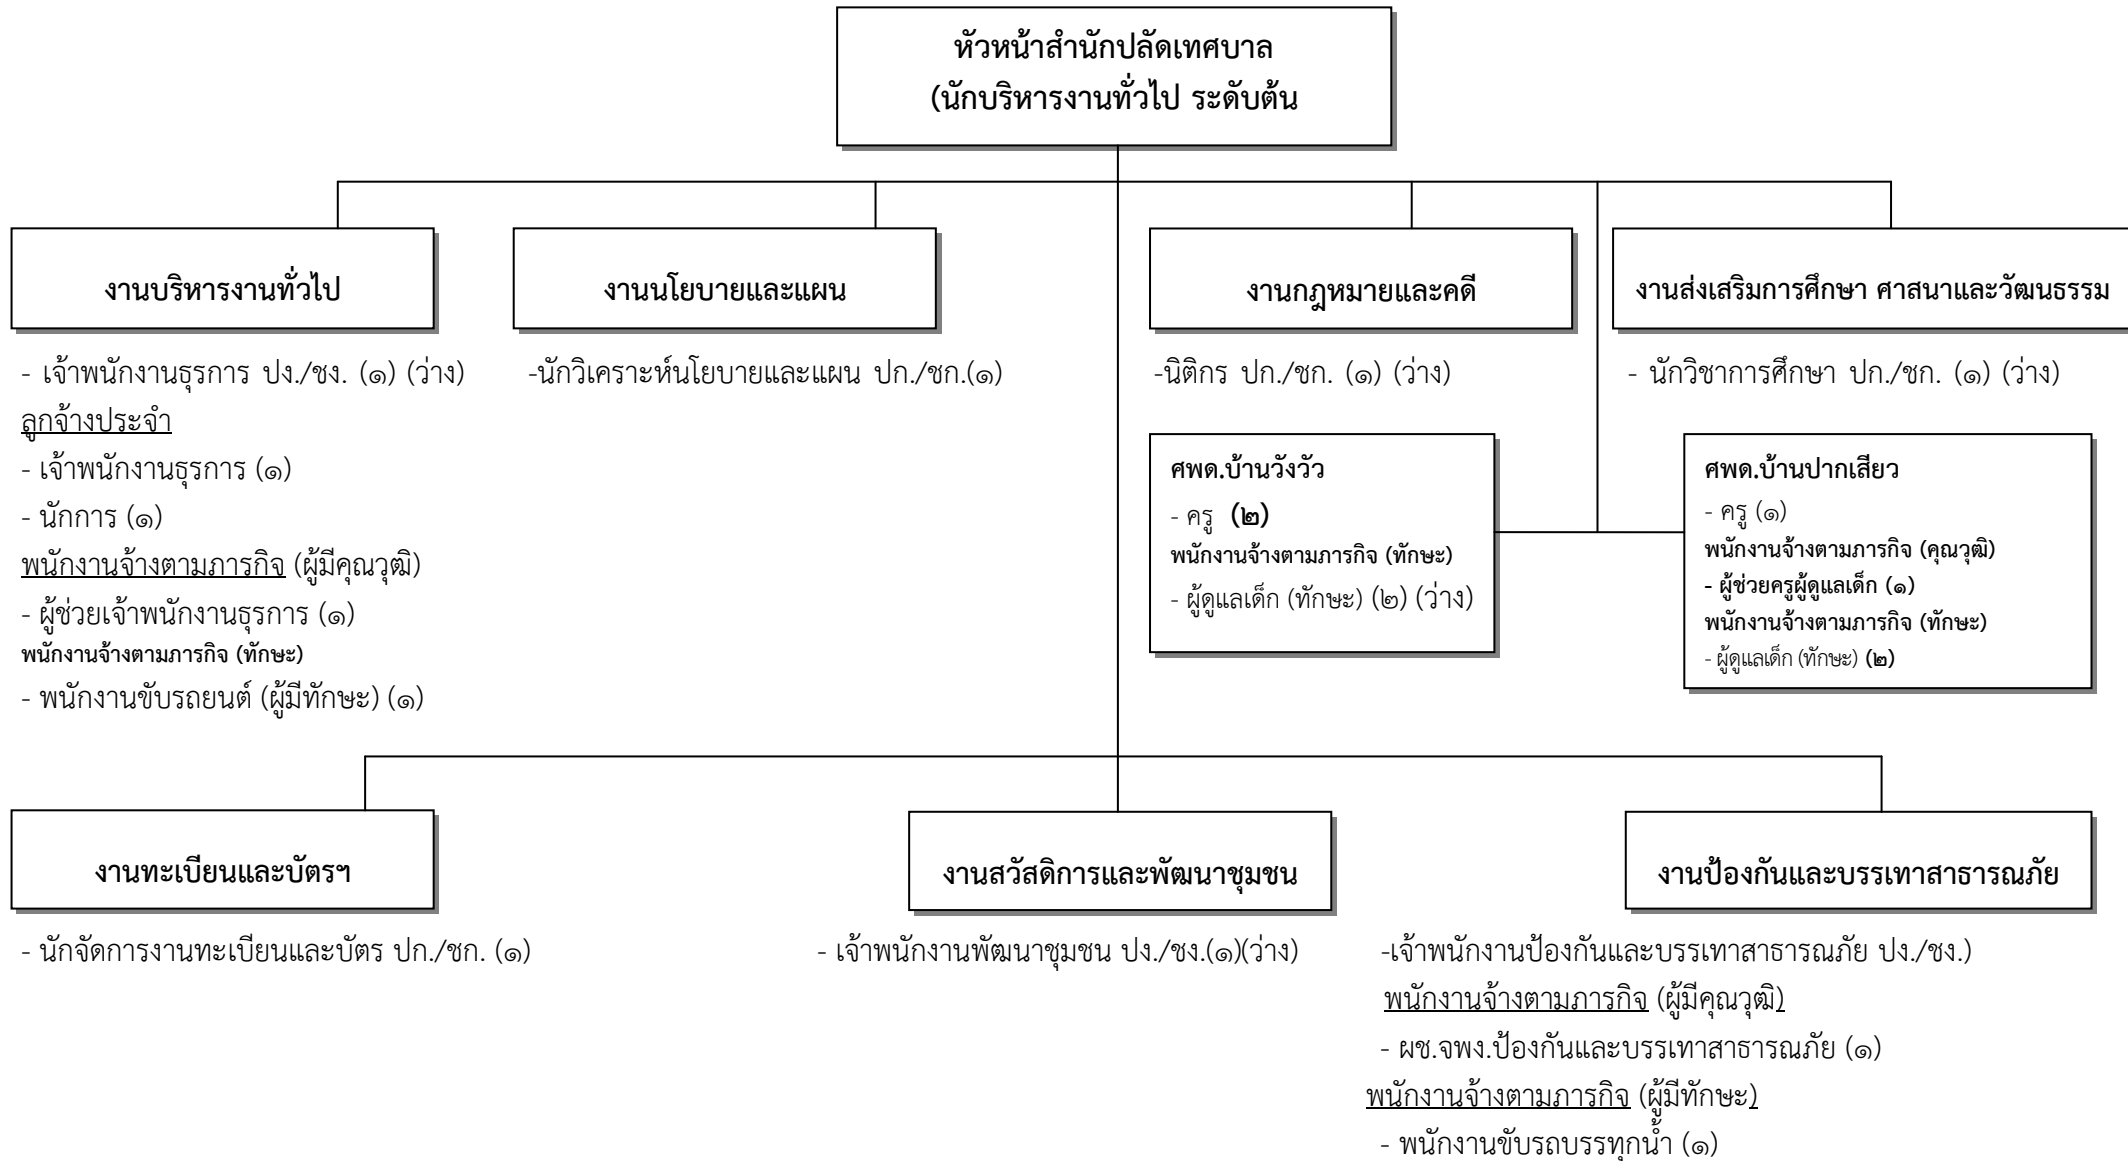 หัวหน้าสำนักปลัดเทศบาล
(นักบริหารงานทั่วไป ระดับต้น
งานบริหารงานทั่วไป
- เจ้าพนักงานธุรการ ปง./ชง. (๑) (ว่าง)
ลูกจ้างประจำ
- เจ้าพนักงานธุรการ (๑)
- นักการ (๑)
พนักงานจ้างตามภารกิจ (ผู้มีคุณวุฒิ)
- ผู้ช่วยเจ้าพนักงานธุรการ (๑)
พนักงานจ้างตามภารกิจ (ทักษะ)
- พนักงานขับรถยนต์ (ผู้มีทักษะ) (๑)
งานนโยบายและแผน
-นักวิเคราะห์นโยบายและแผน ปก./ชก.(๑)
งานกฎหมายและคดี
-นิติกร ปก./ชก. (๑) (ว่าง)
งานส่งเสริมการศึกษา ศาสนาและวัฒนธรรม
- นักวิชาการศึกษา ปก./ชก. (๑) (ว่าง)
ศพด.บ้านวังวัว
- ครู (๒)
พนักงานจ้างตามภารกิจ (ทักษะ)
- ผู้ดูแลเด็ก (ทักษะ) (๒) (ว่าง)
ศพด.บ้านปากเสียว
- ครู (๑)
พนักงานจ้างตามภารกิจ (คุณวุฒิ)
- ผู้ช่วยครูผู้ดูแลเด็ก (๑)
พนักงานจ้างตามภารกิจ (ทักษะ)
- ผู้ดูแลเด็ก (ทักษะ) (๒)
งานทะเบียนและบัตรฯ
- นักจัดการงานทะเบียนและบัตร ปก./ชก. (๑)
งานสวัสดิการและพัฒนาชุมชน
- เจ้าพนักงานพัฒนาชุมชน ปง./ชง.(๑)(ว่าง)
งานป้องกันและบรรเทาสาธารณภัย
-เจ้าพนักงานป้องกันและบรรเทาสาธารณภัย ปง./ชง.)
พนักงานจ้างตามภารกิจ (ผู้มีคุณวุฒิ)
- ผช.จพง.ป้องกันและบรรเทาสาธารณภัย (๑)
พนักงานจ้างตามภารกิจ (ผู้มีทักษะ)
- พนักงานขับรถบรรทุกน้ำ (๑)